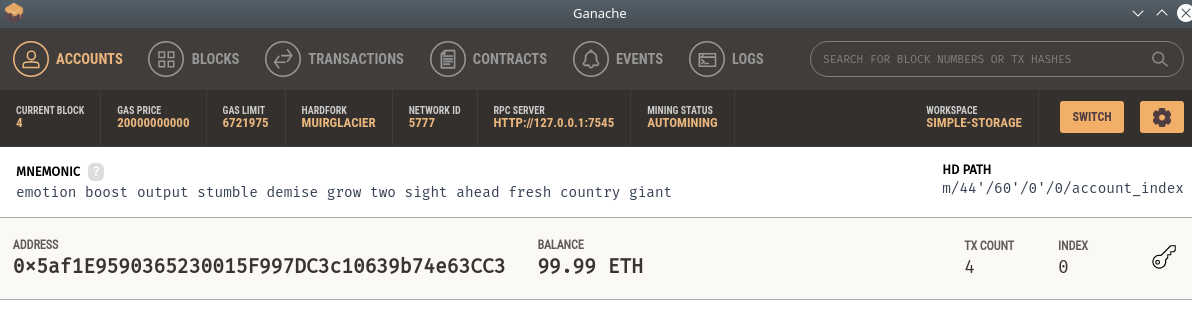 Ganache
ACCOUNTS BLOCKS TRANSACTIONS CONTRACTS EVENTS LOGS SEARCH FOR BLOCK NUMBERS OR TX HASHES
CURRENT BLOCK GAS PRICE GAS LIMIT HARDFORK NETWORK ID RPC SERVER MINING STATUS WORKSPACE
4 20000000000 6721975 MUIRGLACIER 5777 HTTP://127.0.0.1:7545 AUTOMINING SIMPLE-STORAGE SWITCH
MNEMONIC ? HD PATH
emotion boost output stumble demise grow two sight ahead fresh country giant m/44'/60'/0'/0/account_index
ADDRESS BALANCE TX COUNT INDEX
0×5af1E9590365230015F997DC3c10639b74e63CC3 99.99 ETH 4 0